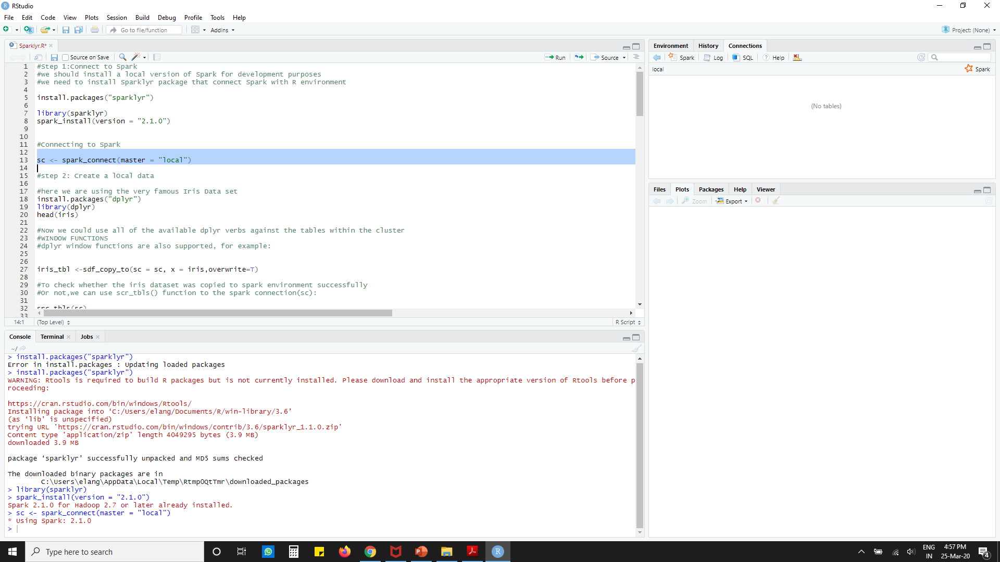 RStudio
File Edit Code View Plots Session Build Debug Profile Tools Help
Go to file/function Addins Project: (None)
Sparklyr.R*
Source on Save Run Source
1 #Step 1:Connect to Spark
2 #we should install a local version of Spark for development purposes
3 #we need to install Sparklyr package that connect Spark with R environment
4
5 install.packages("sparklyr")
6
7 library(sparklyr)
8 spark_install(version = "2.1.0")
9
10
11 #Connecting to Spark
12
13 sc <- spark_connect(master = "local")
14
15 #step 2: Create a lOcal data
16
17 #here we are using the very famous Iris Data set
18 install.packages("dplyr")
19 library(dplyr)
20 head(iris)
21
22 #Now we could use all of the available dplyr verbs against the tables within the cluster
23 #WINDOW FUNCTIONS
24 #dplyr window functions are also supported, for example:
25
26
27 iris_tbl <-sdf_copy_to(sc = sc, x = iris,overwrite=T)
28
29 #To check whether the iris dataset was copied to spark environment successfully
30 #Or not,we can use scr_tbls() function to the spark connection(sc):
31
32 src_tbls(sc)
33
14:1 (Top Level) R Script
Console Terminal Jobs
~/
> install.packages("sparklyr")
Error in install.packages : Updating loaded packages
> install.packages("sparklyr")
WARNING: Rtools is required to build R packages but is not currently installed. Please download and install the appropriate version of Rtools before p
roceeding:
https://cran.rstudio.com/bin/windows/Rtools/
Installing package into ‘C:/Users/elang/Documents/R/win-library/3.6’
(as ‘lib’ is unspecified)
trying URL 'https://cran.rstudio.com/bin/windows/contrib/3.6/sparklyr_1.1.0.zip'
Content type 'application/zip' length 4049295 bytes (3.9 MB)
downloaded 3.9 MB
package ‘sparklyr’ successfully unpacked and MD5 sums checked
The downloaded binary packages are in
C:\Users\elang\AppData\Local\Temp\RtmpOQtTmr\downloaded_packages
> library(sparklyr)
> spark_install(version = "2.1.0")
Spark 2.1.0 for Hadoop 2.7 or later already installed.
> sc <- spark_connect(master = "local")
* Using Spark: 2.1.0
>
Environment History Connections
Spark Log SQL Help
local Spark
(No tables)
Files Plots Packages Help Viewer
Zoom Export
Type here to search
ENG
IN
4:57 PM
25-Mar-20
4